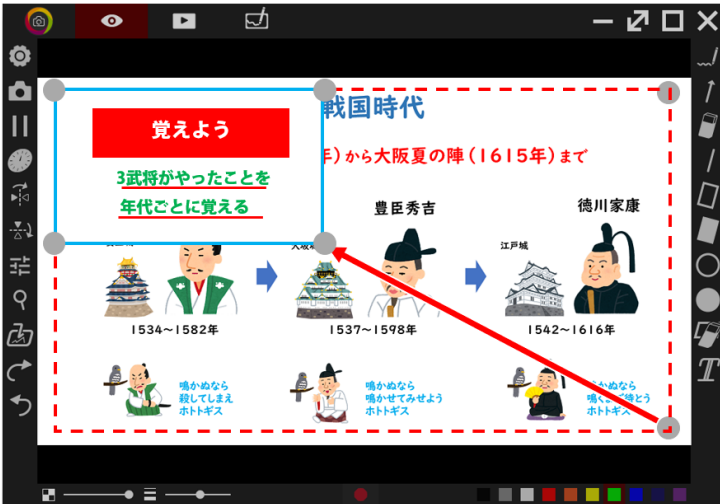 戦国時代
覚えよう
年)から大阪夏の陣(1615年)まで
3武将がやったことを
年代ごとに覚える
豊臣秀吉
徳川家康
江戸城
1534~1582年
1537~1598年
1542~1616年
鳴かぬなら
殺してしまえ
ホトトギス
鳴かぬなら
鳴かせてみせよう
ホトトギス
鳴かぬなら
鳴くまで待とう
ホトトギス
T